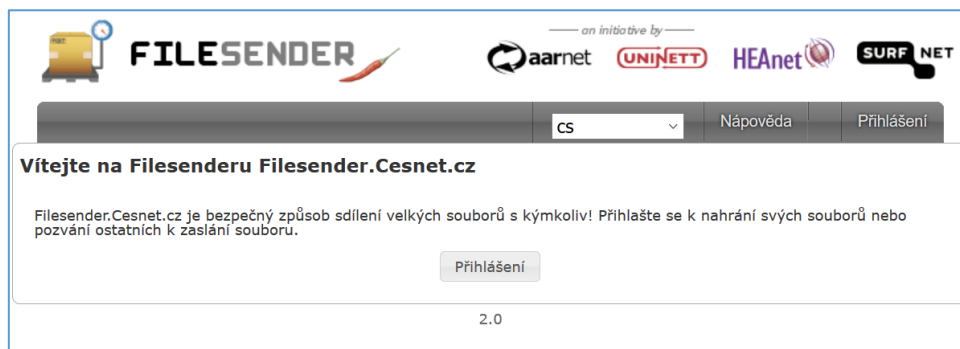 FILESENDER
an initiative by
aarnet
UNINETT
HEAnet
SURF NET
cs
Nápověda
Přihlášení
Vítejte na Filesenderu Filesender.Cesnet.cz
Filesender.Cesnet.cz je bezpečný způsob sdílení velkých souborů s kýmkoliv! Přihlašte se k nahrání svých souborů nebo
pozvání ostatních k zaslání souboru.
Přihlášení
2.0